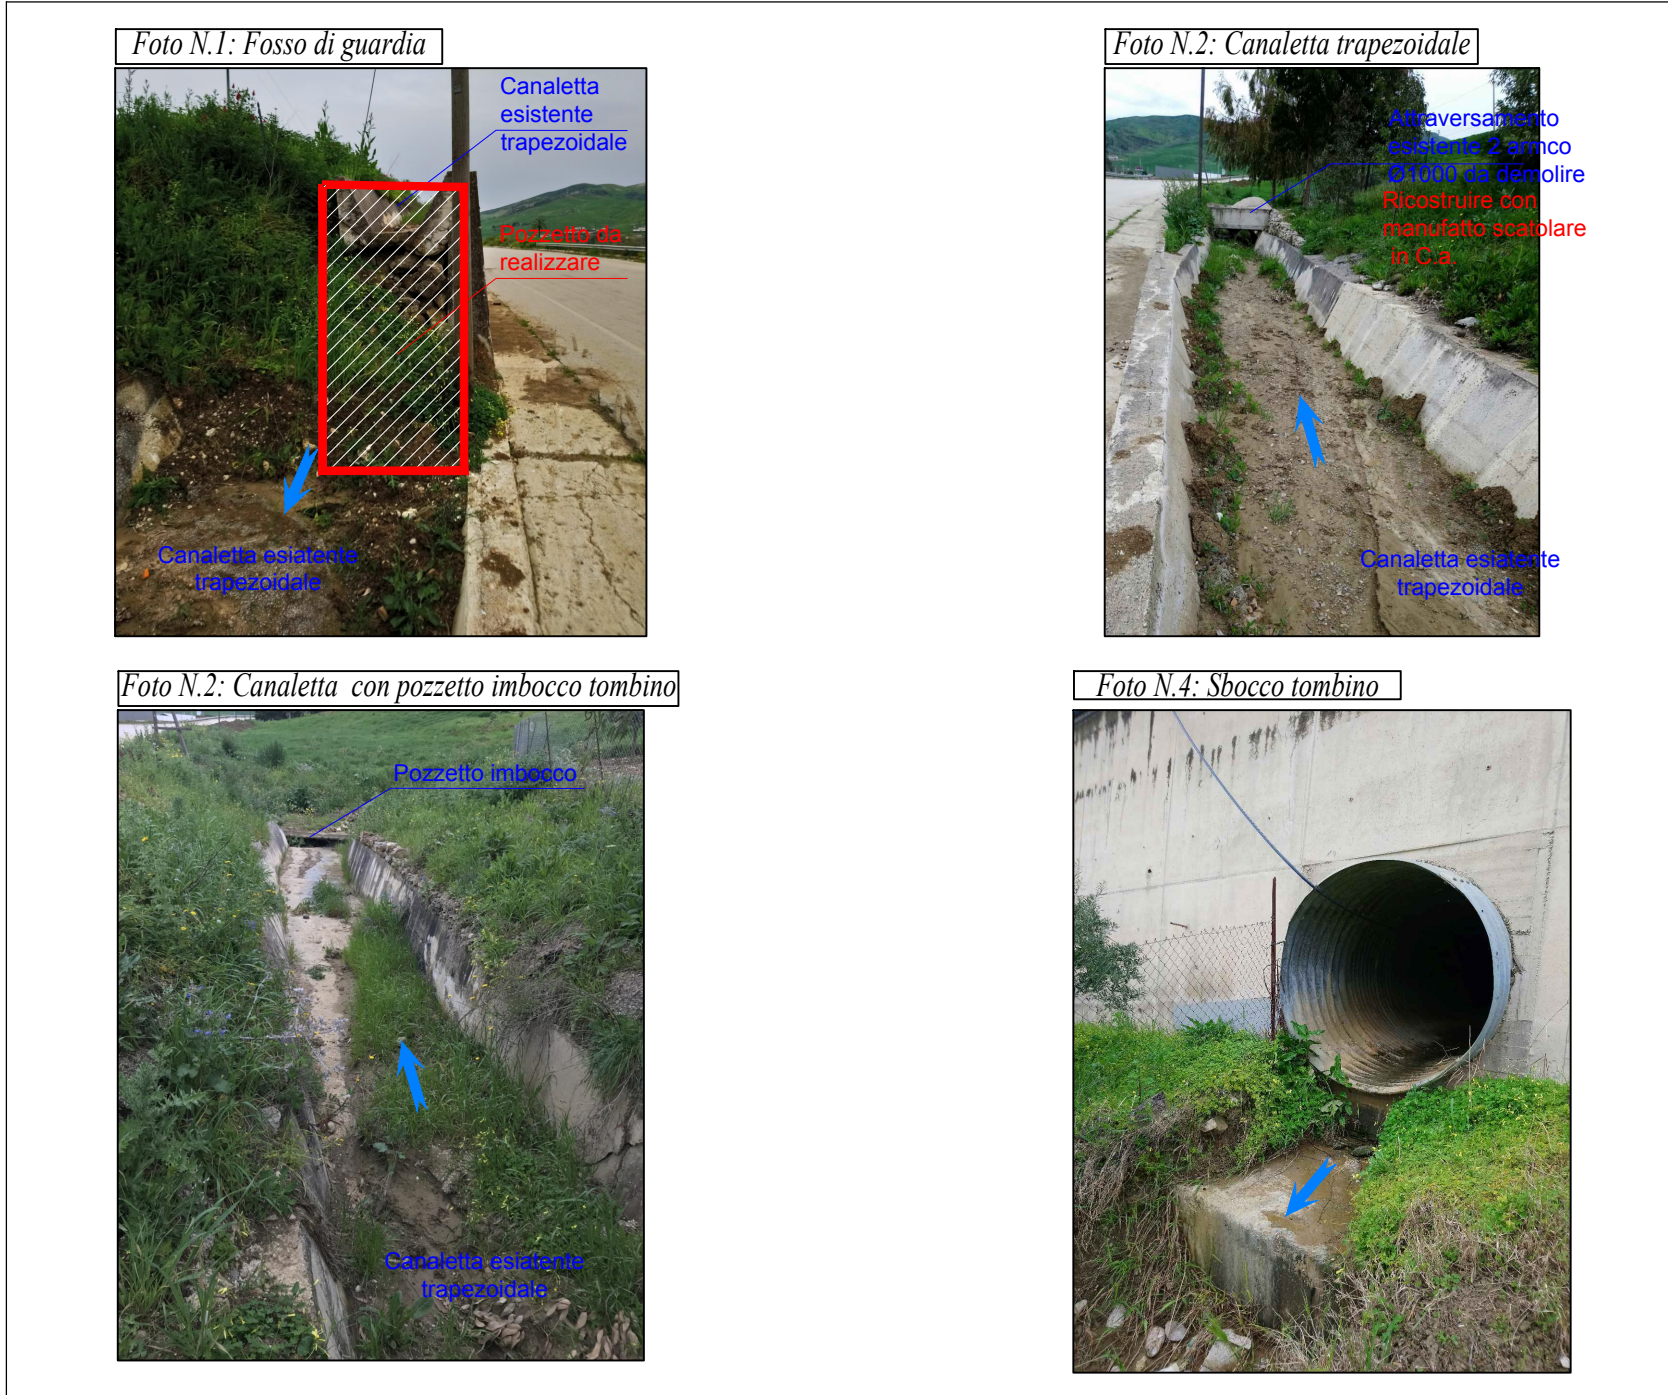 Foto N.1: Fosso di guardia
Canaletta
esistente
trapezoidale
Pozzetto da
realizzare
Canaletta esiatente
trapezoidale
Foto N.2: Canaletta trapezoidale
Attraversamento
esistente 2 armco
Ø1000 da demolire
Ricostruire con
manufatto scatolare
in C.a.
Canaletta esiatente
trapezoidale
Foto N.2: Canaletta con pozzetto imbocco tombino
Pozzetto imbocco
Canaletta esiatente
trapezoidale
Foto N.4: Sbocco tombino